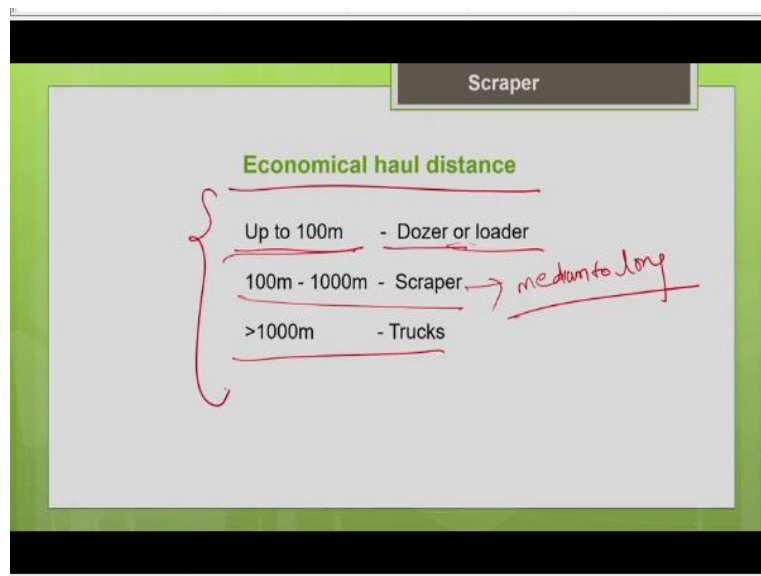 Scraper
Economical haul distance
Up to 100m - Dozer or loader
100m - 1000m - Scraper → medium to long
>1000m - Trucks